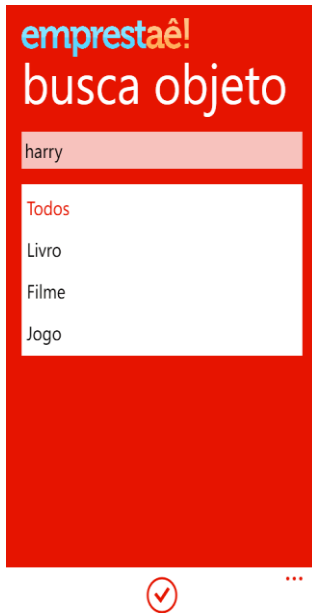 emprestaê!
busca objeto
harry
Todos
Livro
Filme
Jogo